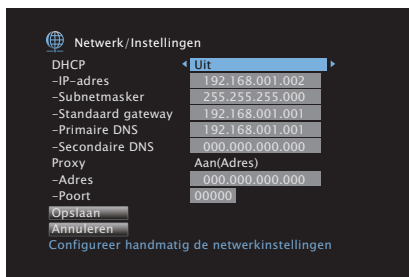 Netwerk/Instellingen
DHCP Uit
–IP-adres 192.168.001.002
–Subnetmasker 255.255.255.000
–Standaard gateway 192.168.001.001
–Primaire DNS 192.168.001.001
–Secondaire DNS 000.000.000.000
Proxy Aan(Adres)
–Adres 000.000.000.000
–Poort 00000
Opslaan
Annuleren
Configureer handmatig de netwerkinstellingen